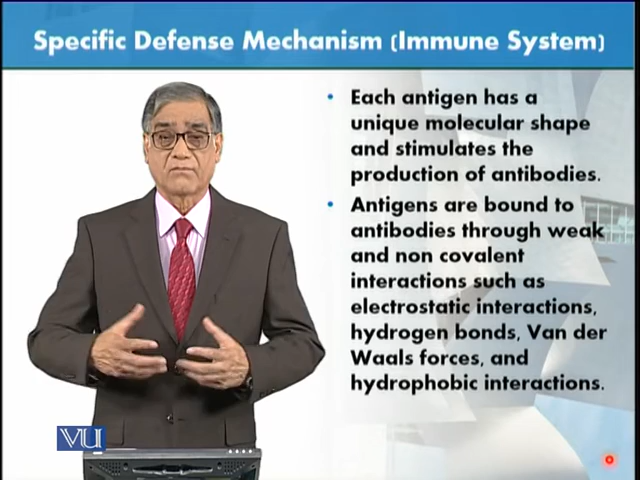 Specific Defense Mechanism (Immune System)
• Each antigen has a
unique molecular shape
and stimulates the
production of antibodies.
• Antigens are bound to
antibodies through weak
and non covalent
interactions such as
electrostatic interactions,
hydrogen bonds, Van der
Waals forces, and
hydrophobic interactions.
VU